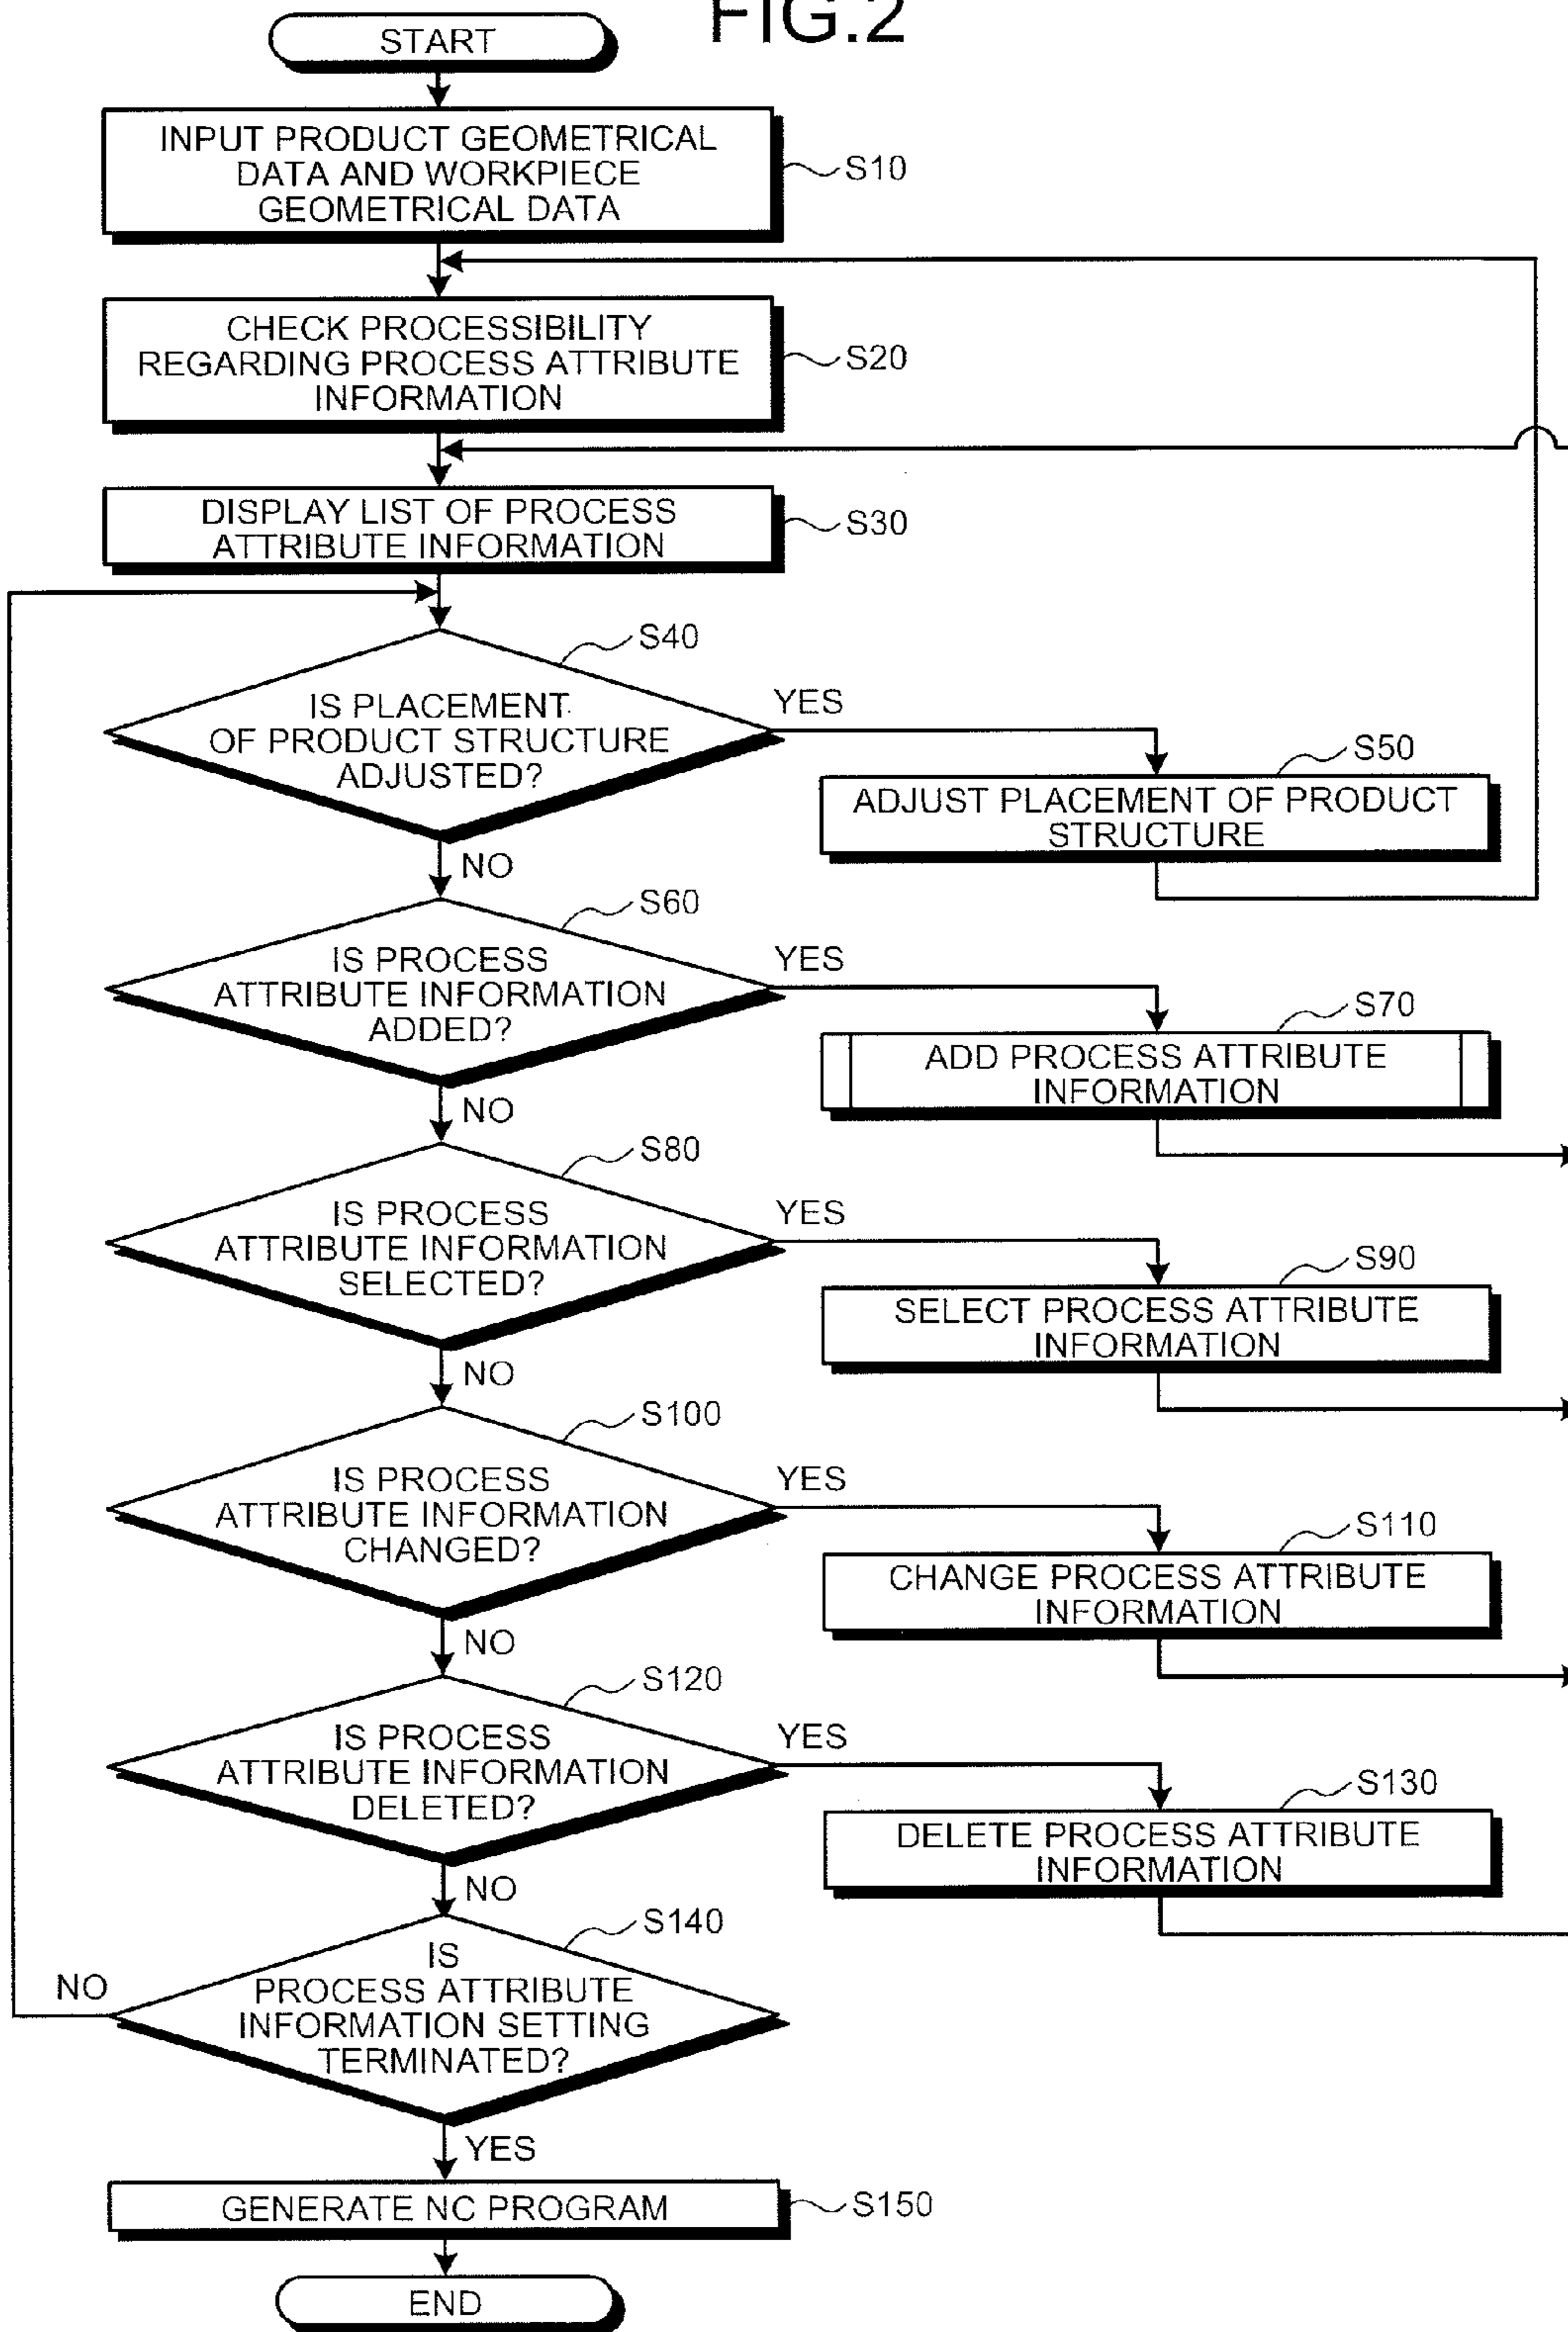 FIG.2
START
INPUT PRODUCT GEOMETRICAL
DATA AND WORKPIECE
GEOMETRICAL DATA
S10
CHECK PROCESSIBILITY
REGARDING PROCESS ATTRIBUTE
INFORMATION
S20
DISPLAY LIST OF PROCESS
ATTRIBUTE INFORMATION
S30
S40
IS PLACEMENT
OF PRODUCT STRUCTURE
ADJUSTED?
YES
S50
ADJUST PLACEMENT OF PRODUCT
STRUCTURE
NO
S60
IS PROCESS
ATTRIBUTE INFORMATION
ADDED?
YES
S70
ADD PROCESS ATTRIBUTE
INFORMATION
NO
S80
IS PROCESS
ATTRIBUTE INFORMATION
SELECTED?
YES
S90
SELECT PROCESS ATTRIBUTE
INFORMATION
NO
S100
IS PROCESS
ATTRIBUTE INFORMATION
CHANGED?
YES
S110
CHANGE PROCESS ATTRIBUTE
INFORMATION
NO
S120
IS PROCESS
ATTRIBUTE INFORMATION
DELETED?
YES
S130
DELETE PROCESS ATTRIBUTE
INFORMATION
NO
S140
IS
PROCESS ATTRIBUTE
INFORMATION SETTING
TERMINATED?
NO
YES
GENERATE NC PROGRAM
S150
END